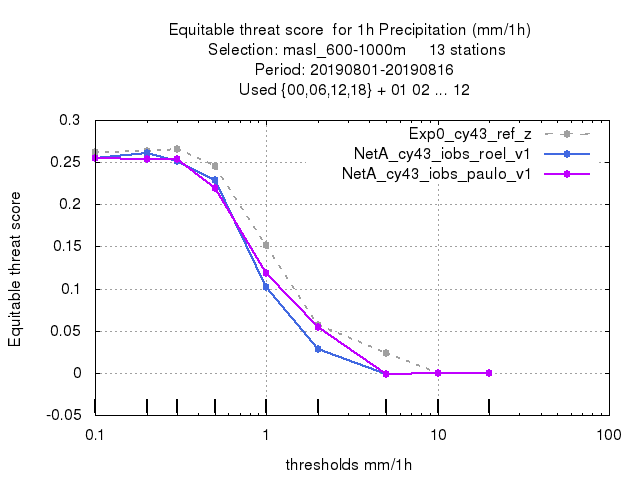 Equitable threat score  for 1h Precipitation (mm/1h)
Selection: masl_600-1000m     13 stations
Period: 20190801-20190816
Used {00,06,12,18} + 01 02 ... 12
Exp0_cy43_ref_z
NetA_cy43_iobs_roel_v1
NetA_cy43_iobs_paulo_v1
Equitable threat score
0.3
0.25
0.2
0.15
0.1
0.05
0
-0.05
0.1 1 10 100
thresholds mm/1h